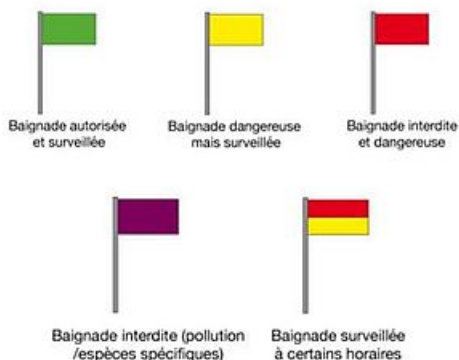 Baignade autorisée
et surveillée
Baignade dangereuse
mais surveillée
Baignade interdite
et dangereuse
Baignade interdite (pollution
/espèces spécifiques)
Baignade surveillée
à certains horaires